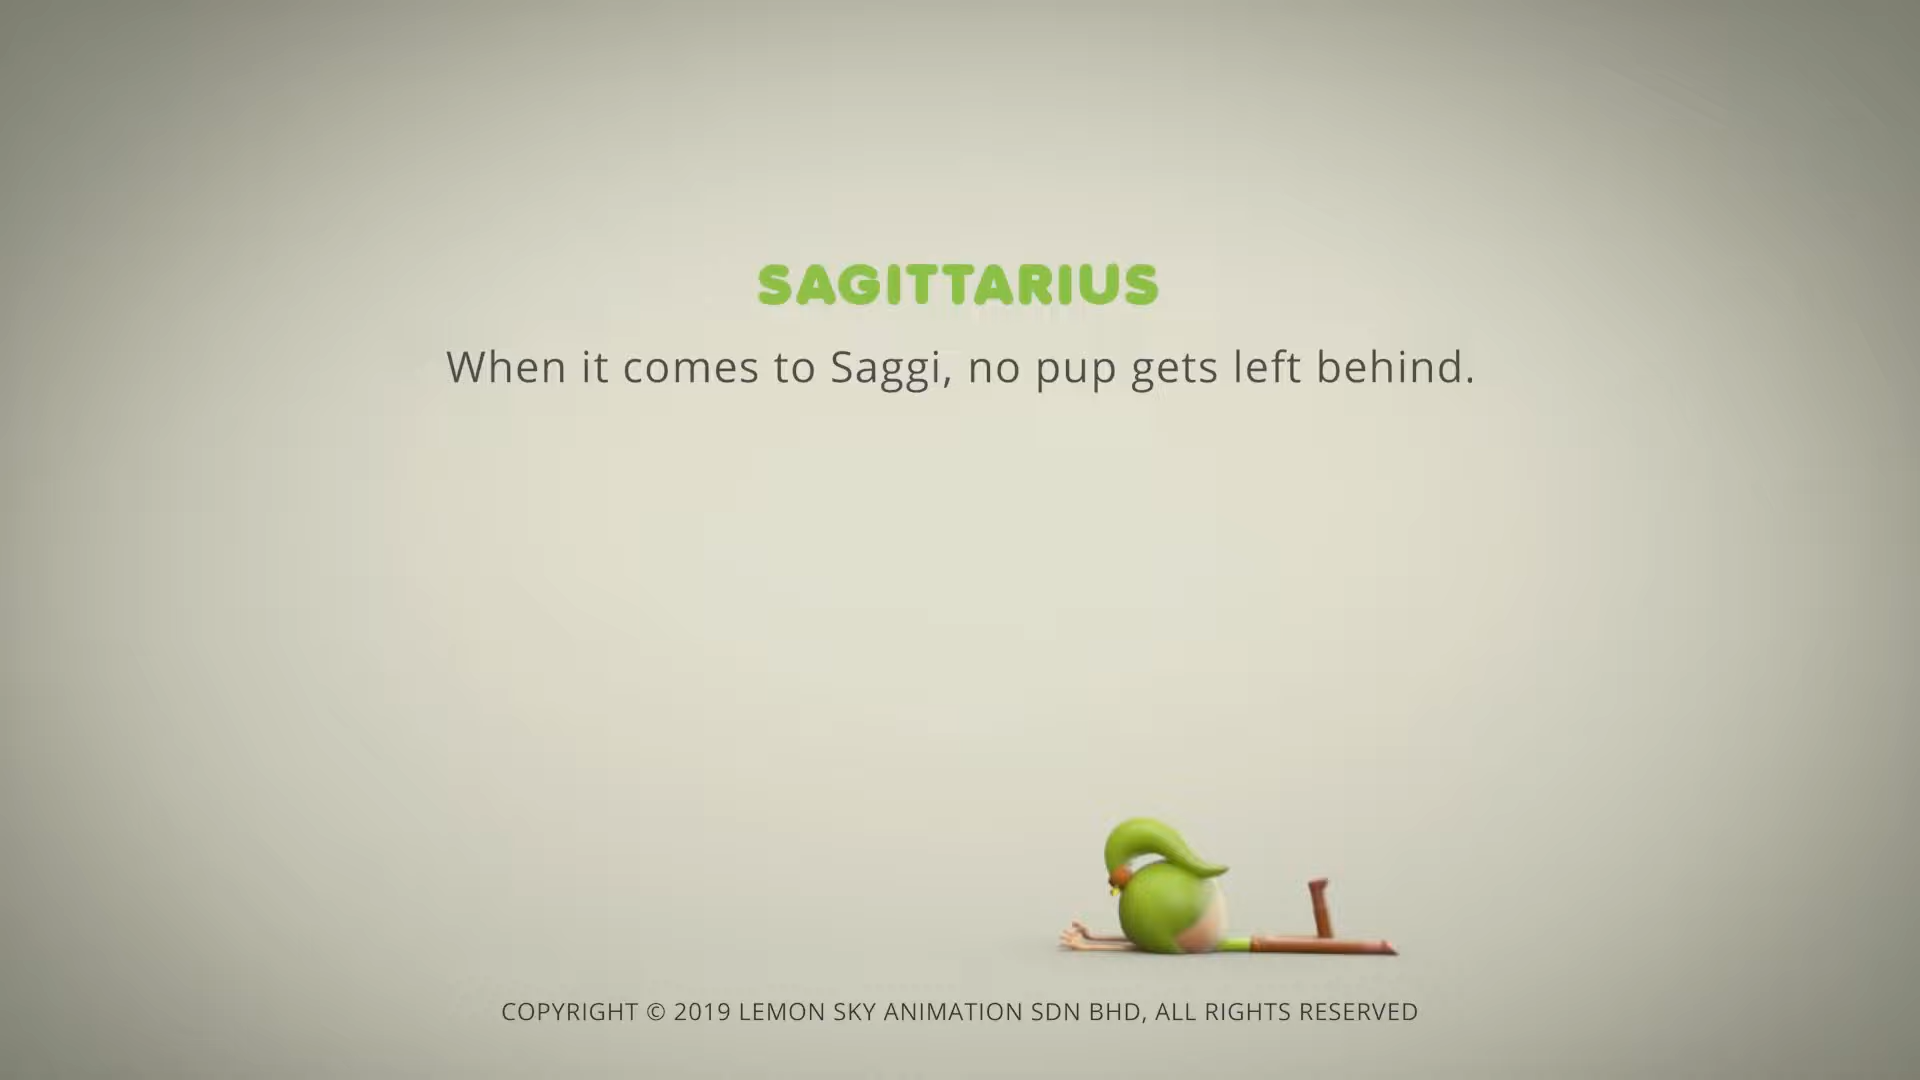 SAGITTARIUS
When it comes to Saggi, no pup gets left behind.
COPYRIGHT © 2019 LEMON SKY ANIMATION SDN BHD, ALL RIGHTS RESERVED